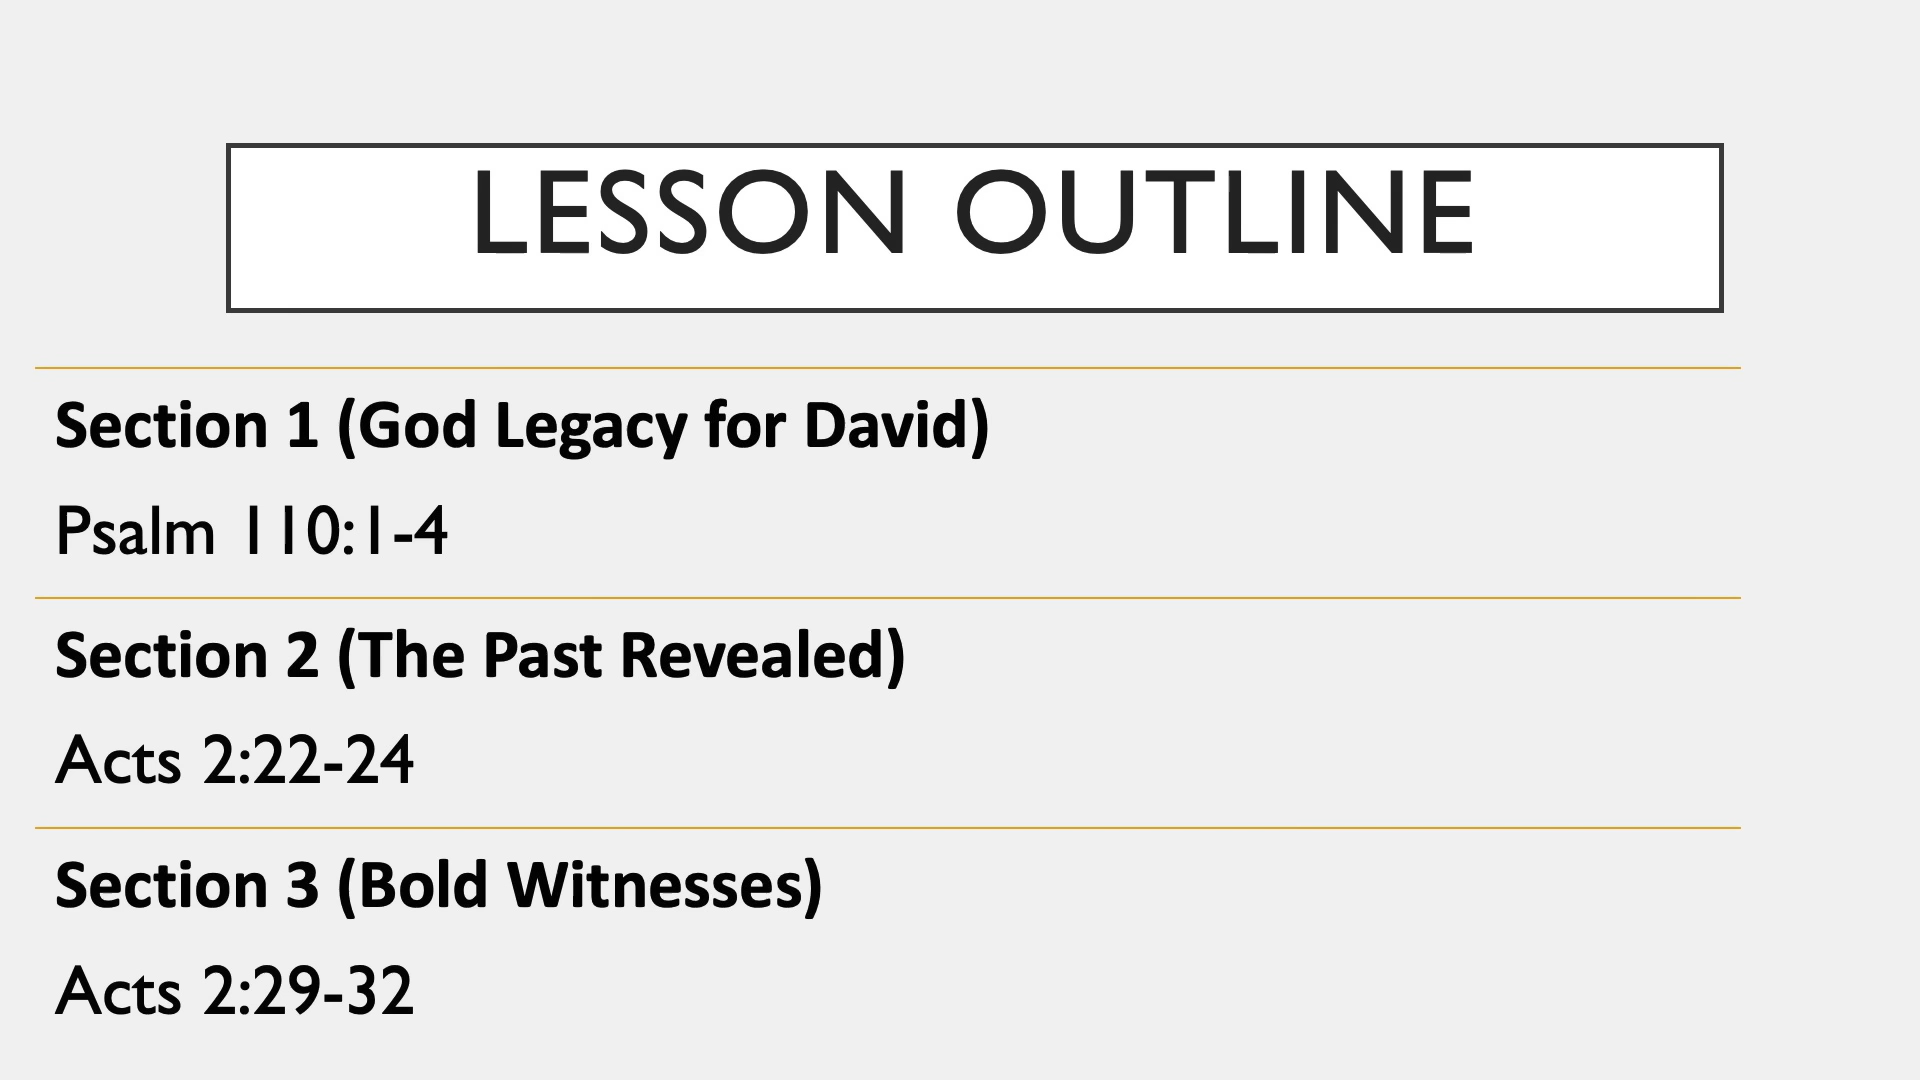 LESSON OUTLINE
Section 1 (God Legacy for David)
Psalm 110:1-4
Section 2 (The Past Revealed)
Acts 2:22-24
Section 3 (Bold Witnesses)
Acts 2:29-32